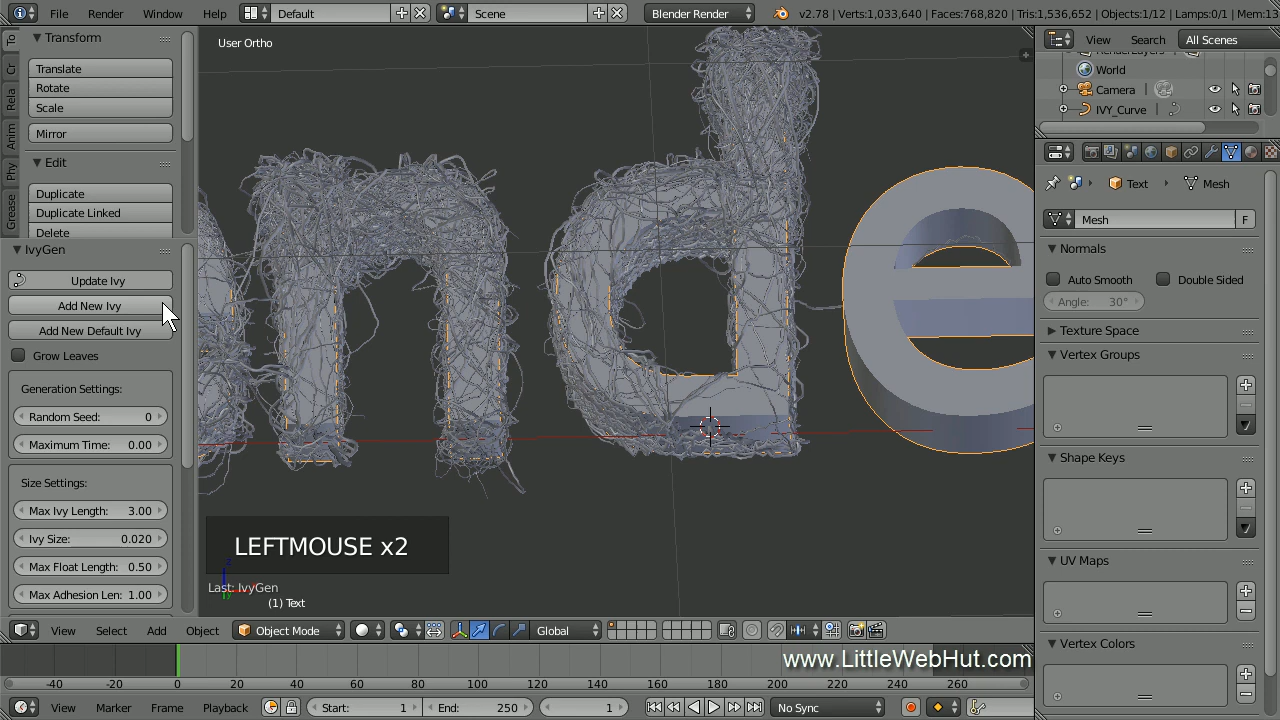 File Render Window Help Default Scene Blender Render v2.78 | Verts:1,033,640 | Faces:768,820 | Tris:1,536,652 | Objects:1/12 | Lamps:0/1 | Mem:13
To
Cr
Rela
Anim
Phy
Grease
Transform
Translate
Rotate
Scale
Mirror
Edit
Duplicate
Duplicate Linked
Delete
IvyGen
Update Ivy
Add New Ivy
Add New Default Ivy
Grow Leaves
Generation Settings:
Random Seed: 0
Maximum Time: 0.00
Size Settings:
Max Ivy Length: 3.00
Ivy Size: 0.020
Max Float Length: 0.50
Max Adhesion Len: 1.00
User Ortho
nde
LEFTMOUSE x2
Last: IvyGen
(1) Text
View Select Add Object Object Mode Global
www.LittleWebHut.com
-40 -20 0 20 40 60 80 100 120 140 160 180 200 220 240 260
View Marker Frame Playback Start: 1 End: 250 1 No Sync
View Search All Scenes
World
Camera
IVY_Curve
Text Mesh
Mesh F
Normals
Auto Smooth Double Sided
Angle: 30°
Texture Space
Vertex Groups
Shape Keys
UV Maps
Vertex Colors